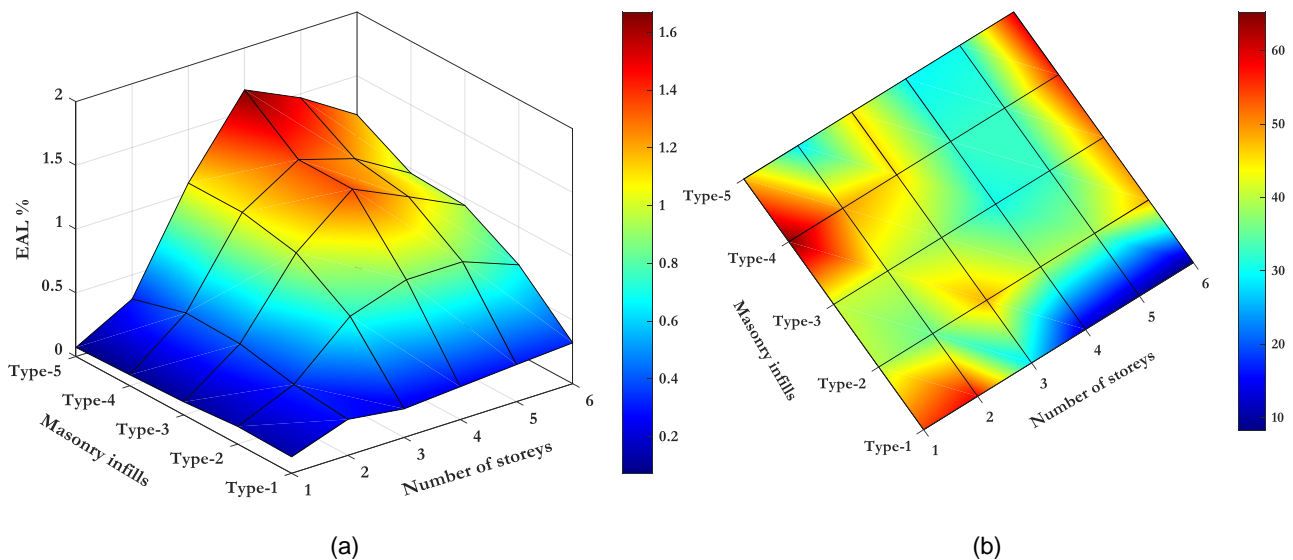 2
1.5
1
0.5
0
EAL %
Type-5
Type-4
Type-3
Type-2
Type-1
Masonry infills
1
2
3
4
5
6
Number of storeys
1.6
1.4
1.2
1
0.8
0.6
0.4
0.2
(a)
Type-5
Type-4
Type-3
Type-2
Type-1
Masonry infills
1
2
3
4
5
6
Number of storeys
60
50
40
30
20
10
(b)